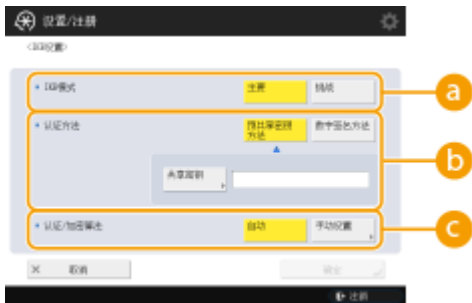 设置/注册
<IKE设置>
• IKE模式
主要
挑战
a
• 认证方法
预共享密钥
方法
数字签名方法
b
共享密钥
• 认证/加密算法
自动
手动设置
c
× 取消
确定
注销